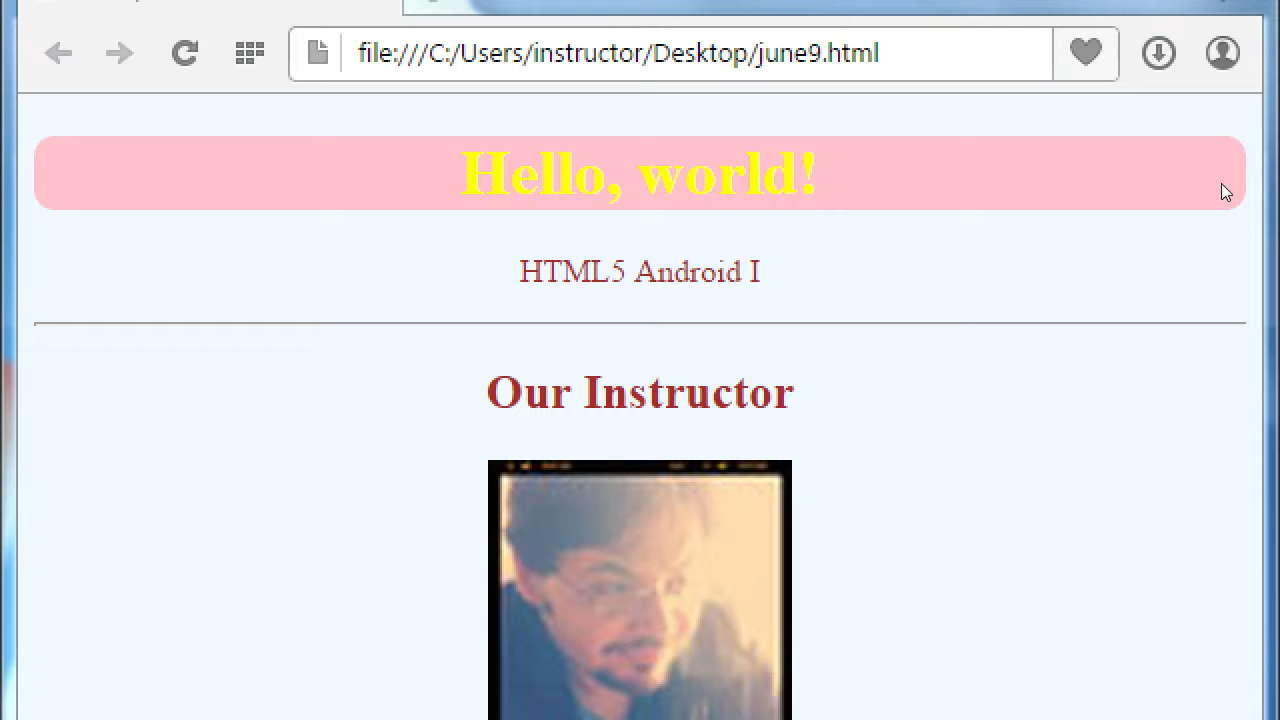 file:///C:/Users/instructor/Desktop/june9.html
Hello, world!
HTML5 Android I
Our Instructor